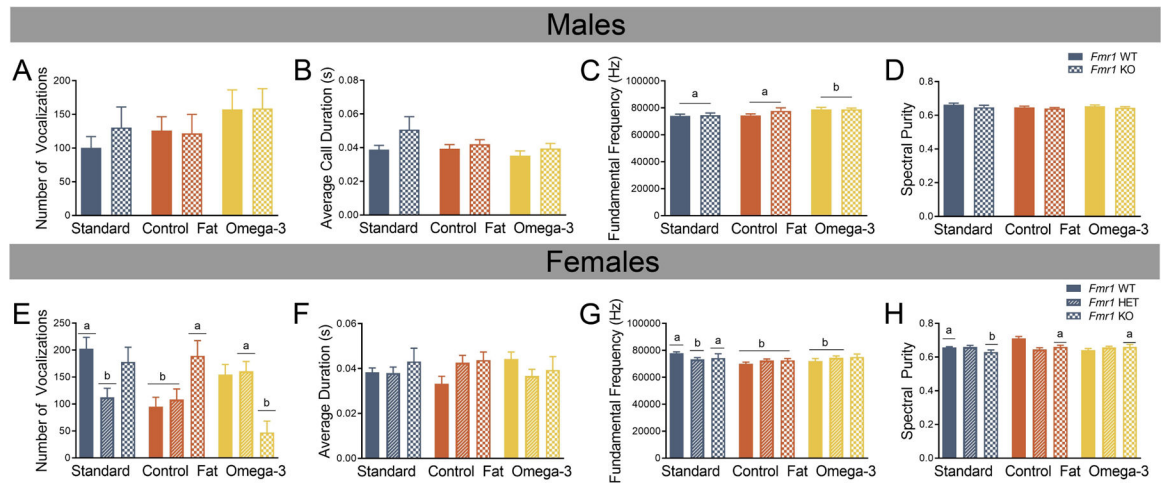 Males
A
Number of Vocalizations
200
150
100
50
0
Standard Control Fat Omega-3
B
Average Call Duration (s)
0.08
0.06
0.04
0.02
0.00
Standard Control Fat Omega-3
C
Fundamental Frequency (Hz)
100000
80000
60000
40000
20000
0
a
a
b
Standard Control Fat Omega-3
D
Spectral Purity
0.8
0.6
0.4
0.2
0.0
Standard Control Fat Omega-3
Fmr1 WT
Fmr1 KO
Females
E
Number of Vocalizations
250
200
150
100
50
0
a
b
b
a
a
b
Standard Control Fat Omega-3
F
Average Duration (s)
0.06
0.04
0.02
0.00
Standard Control Fat Omega-3
G
Fundamental Frequency (Hz)
100000
80000
60000
40000
20000
0
a
b
a
b
b
Standard Control Fat Omega-3
H
Spectral Purity
0.8
0.6
0.4
0.2
0.0
a
b
a
a
Standard Control Fat Omega-3
Fmr1 WT
Fmr1 HET
Fmr1 KO